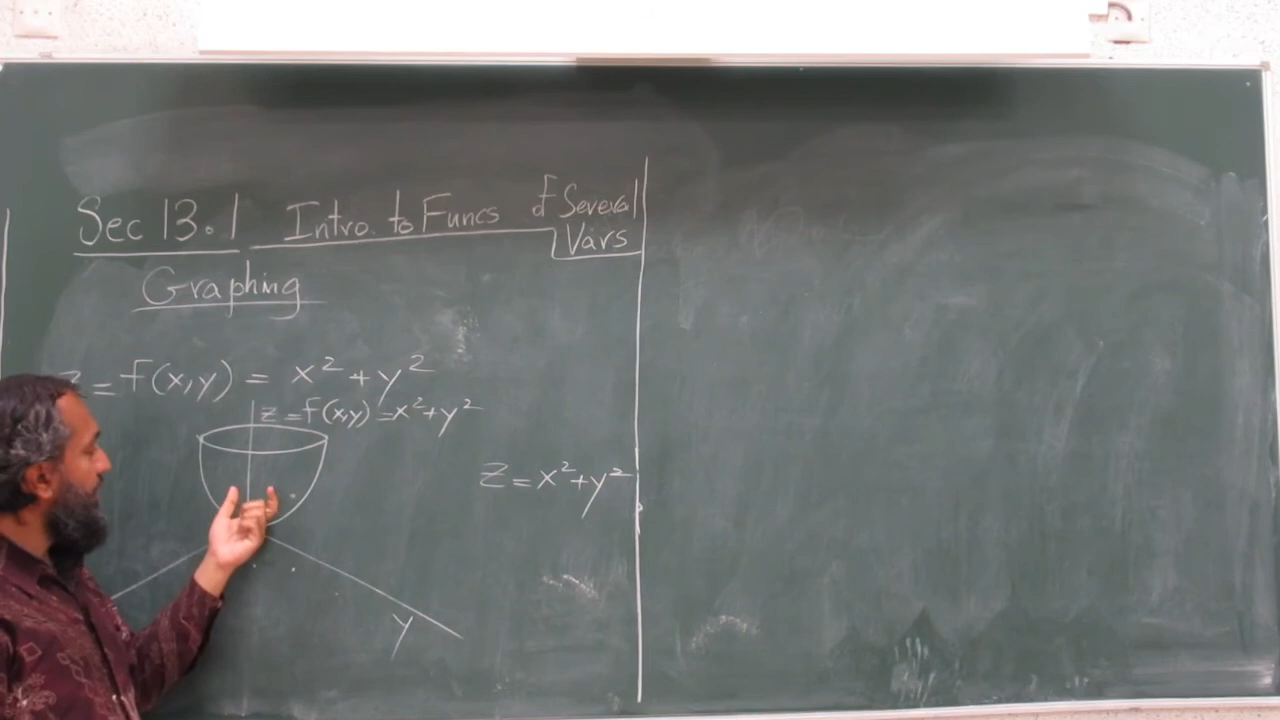 Sec 13.1 Intro. to Funcs of Several
Vars
Graphing
z = f(x,y) = x² + y²
z = f(x,y) = x² + y²
z = x² + y²
y